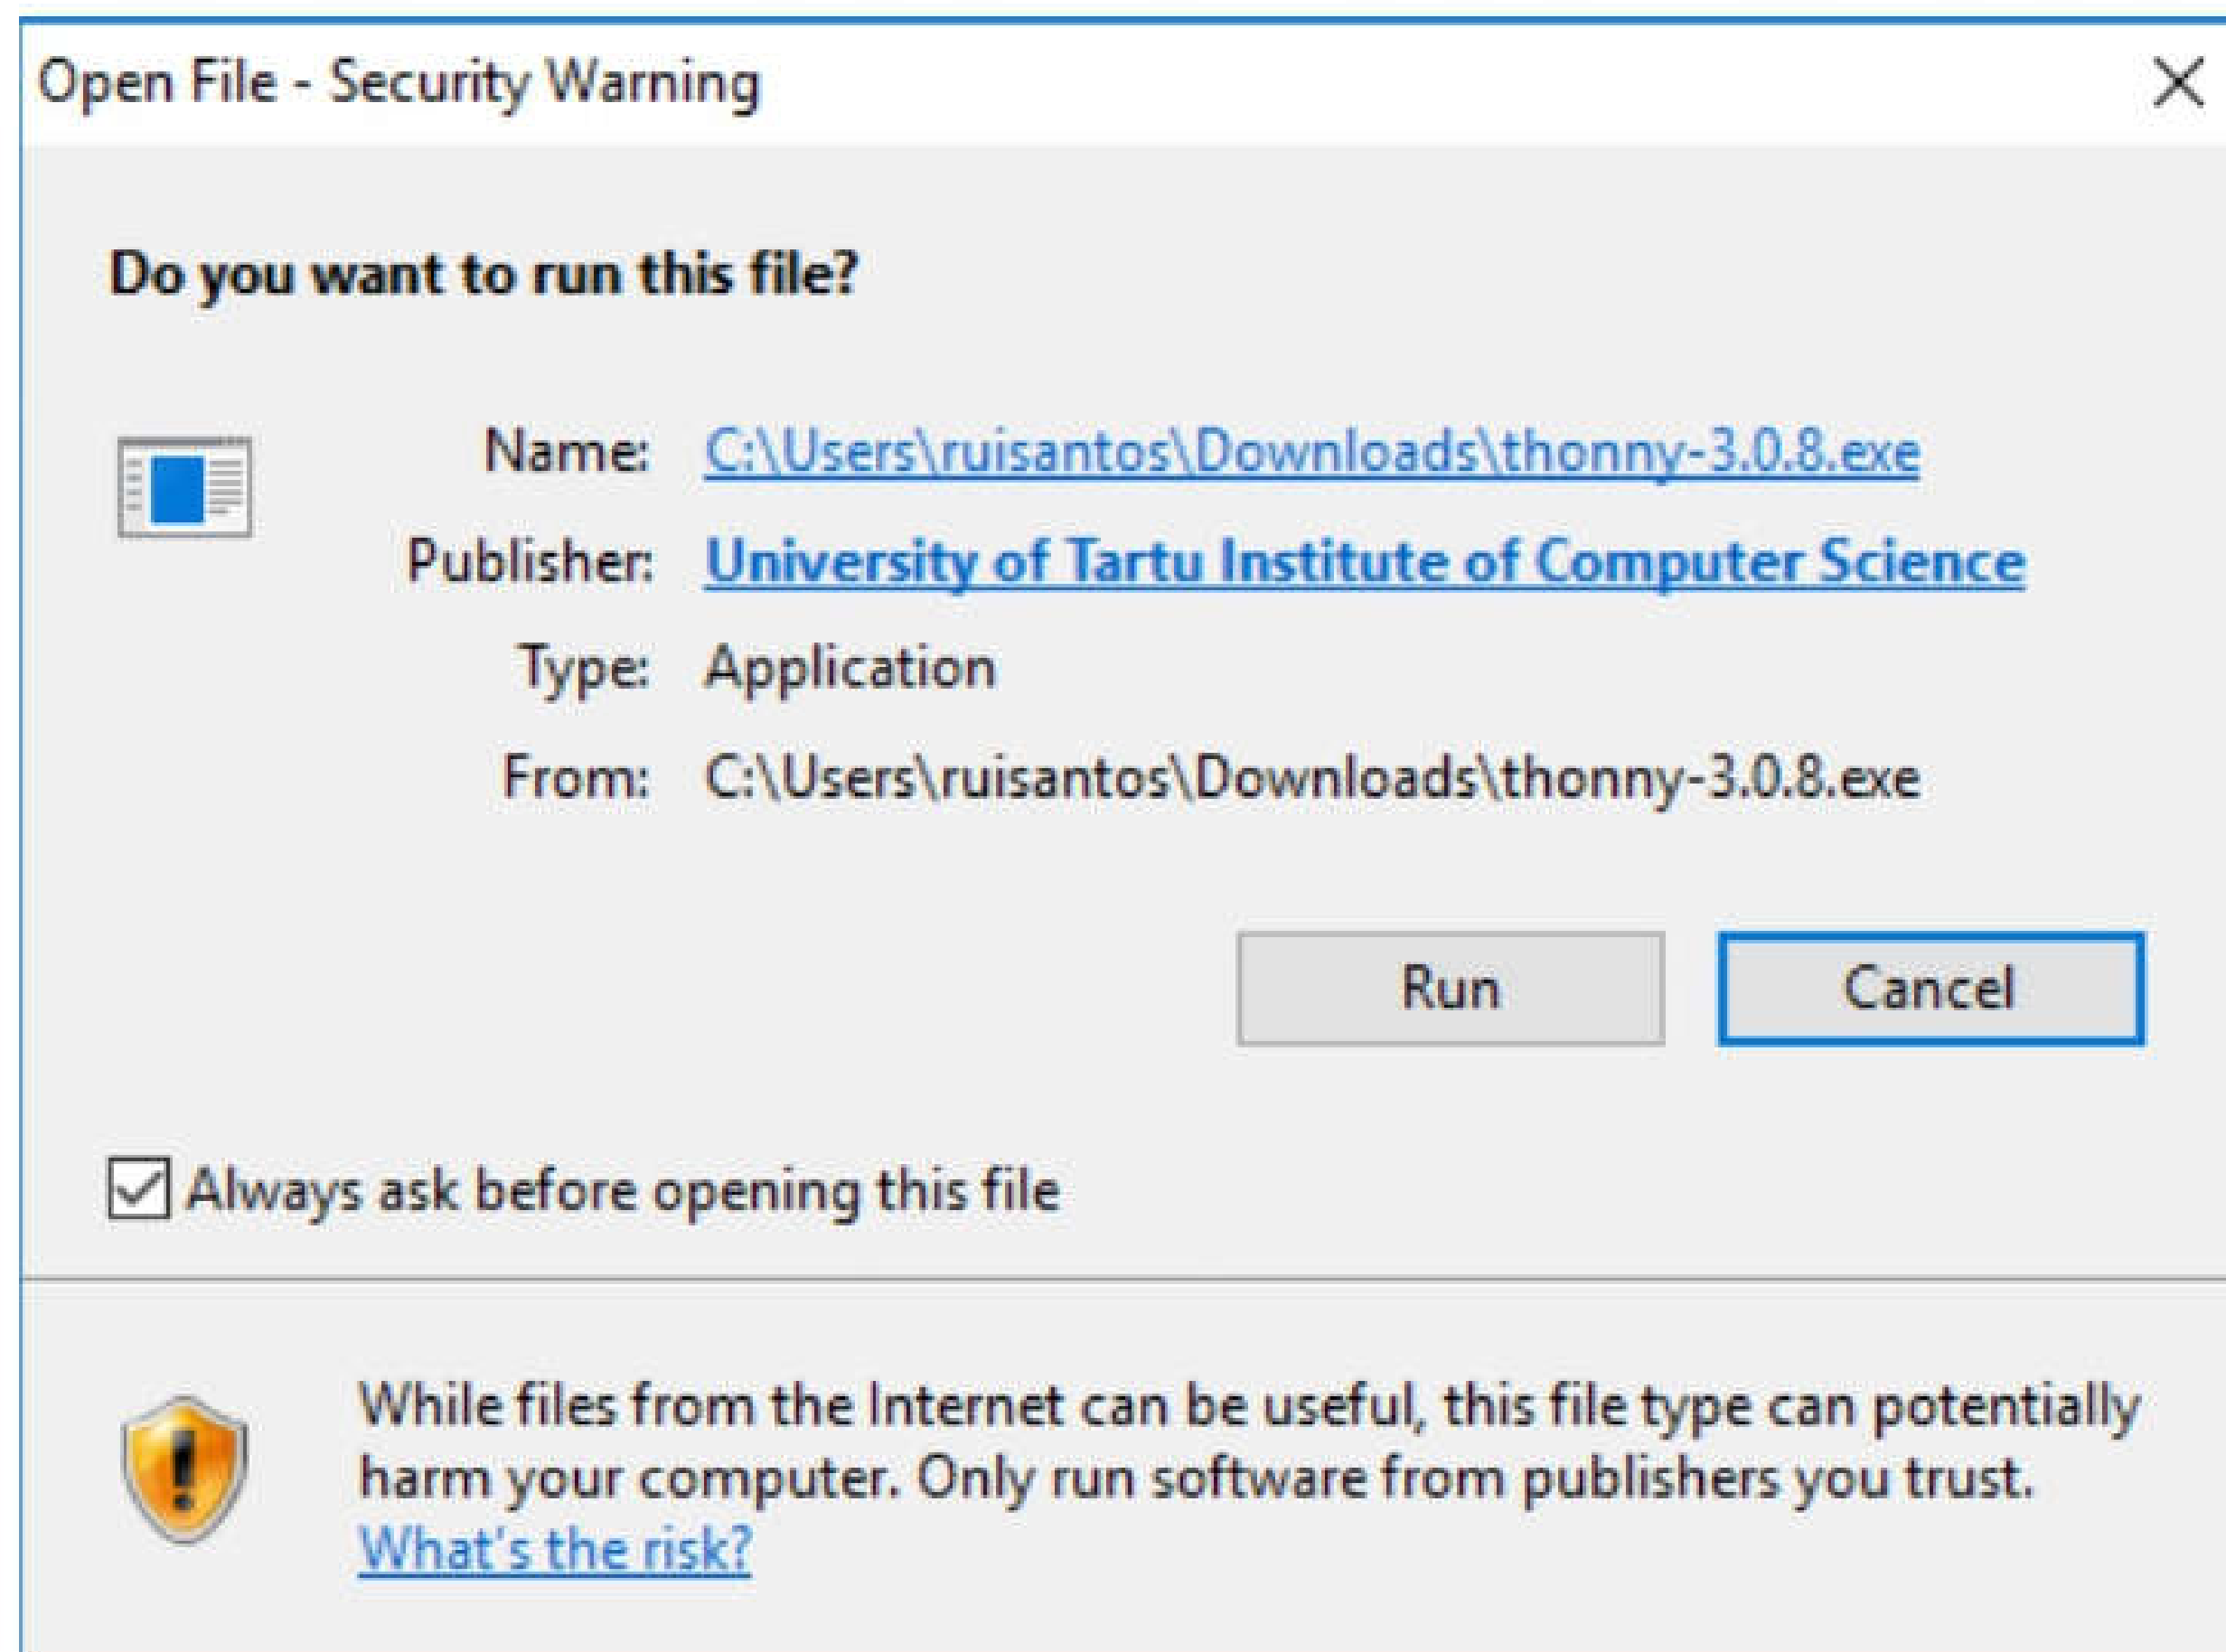 Open File - Security Warning
Do you want to run this file?
Name: C:\Users\ruisantos\Downloads\thonny-3.0.8.exe
Publisher: University of Tartu Institute of Computer Science
Type: Application
From: C:\Users\ruisantos\Downloads\thonny-3.0.8.exe
Run Cancel
Always ask before opening this file
While files from the Internet can be useful, this file type can potentially
harm your computer. Only run software from publishers you trust.
What's the risk?